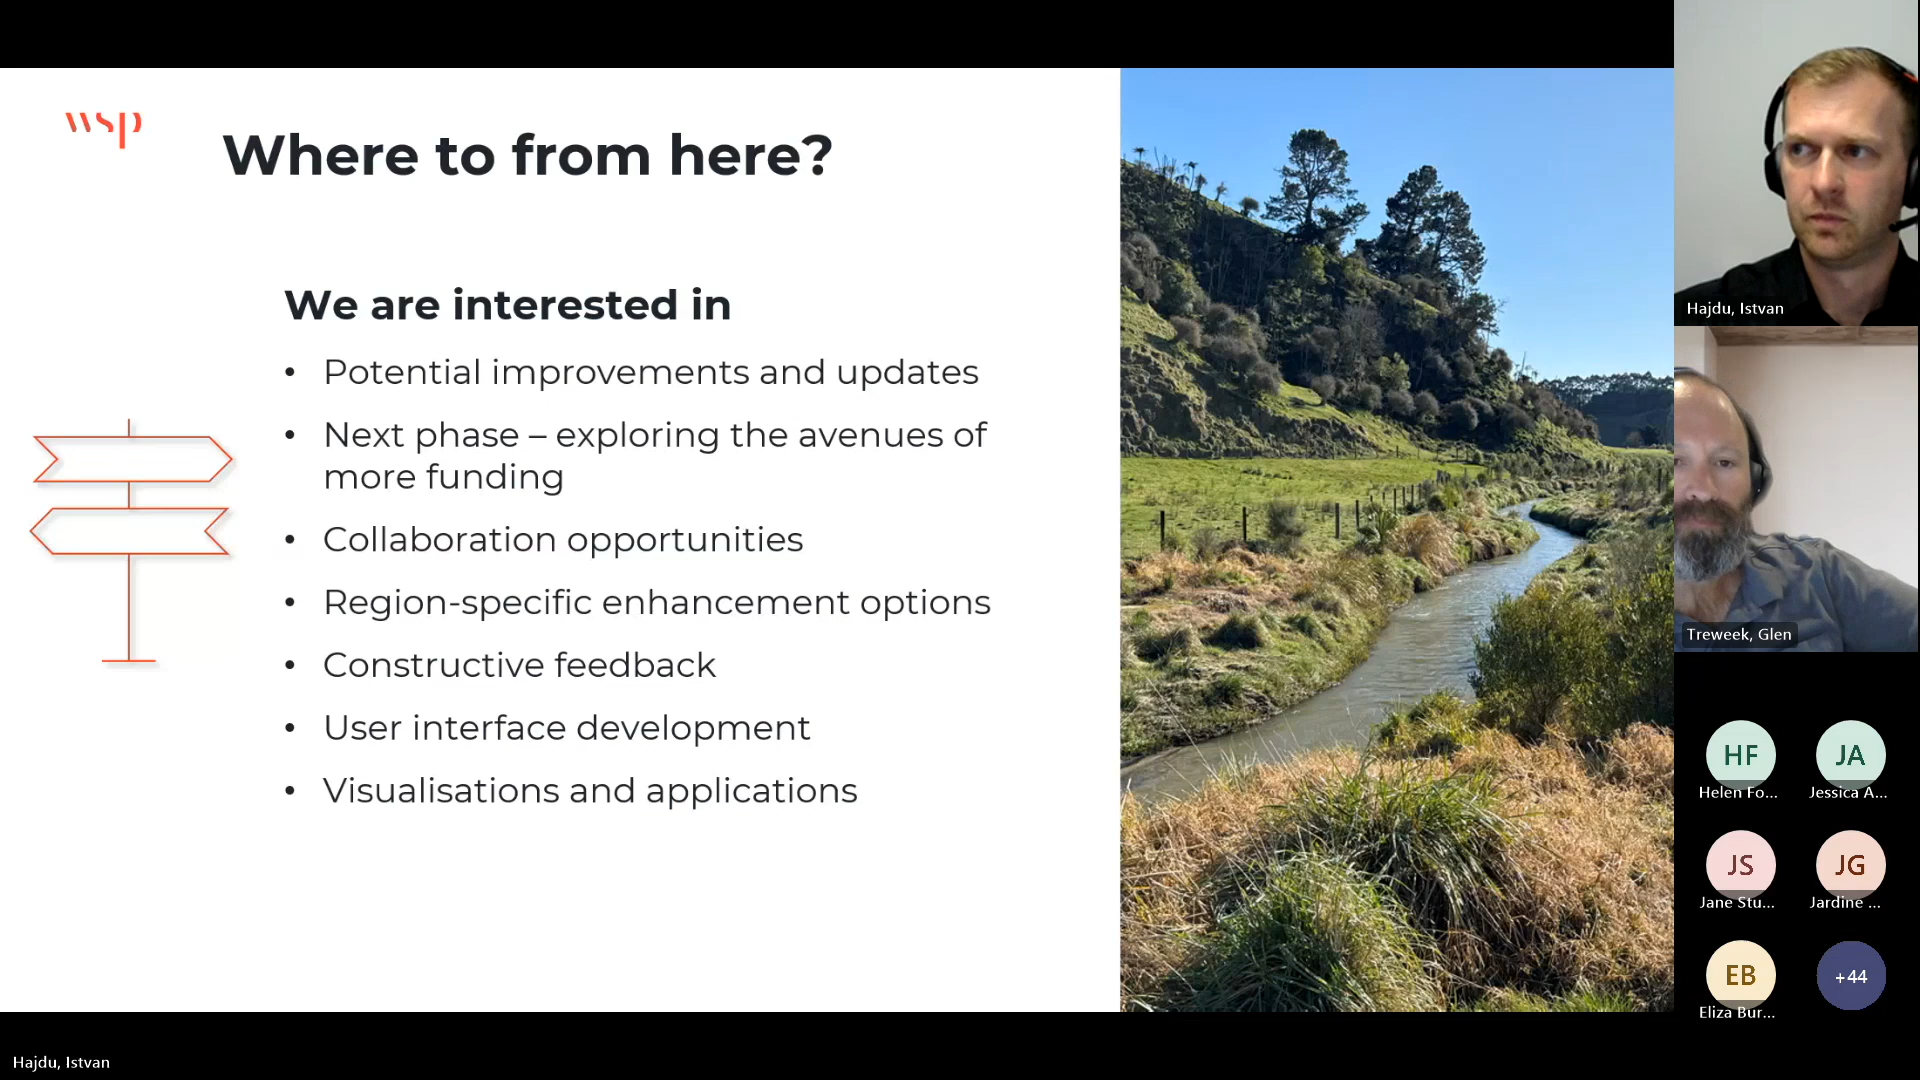 wsp
Where to from here?
We are interested in
• Potential improvements and updates
• Next phase – exploring the avenues of
more funding
• Collaboration opportunities
• Region-specific enhancement options
• Constructive feedback
• User interface development
• Visualisations and applications
Hajdu, Istvan
Treweek, Glen
HF
Helen Fo...
JA
Jessica A...
JS
Jane Stu...
JG
Jardine ...
EB
Eliza Bur...
+44
Hajdu, Istvan